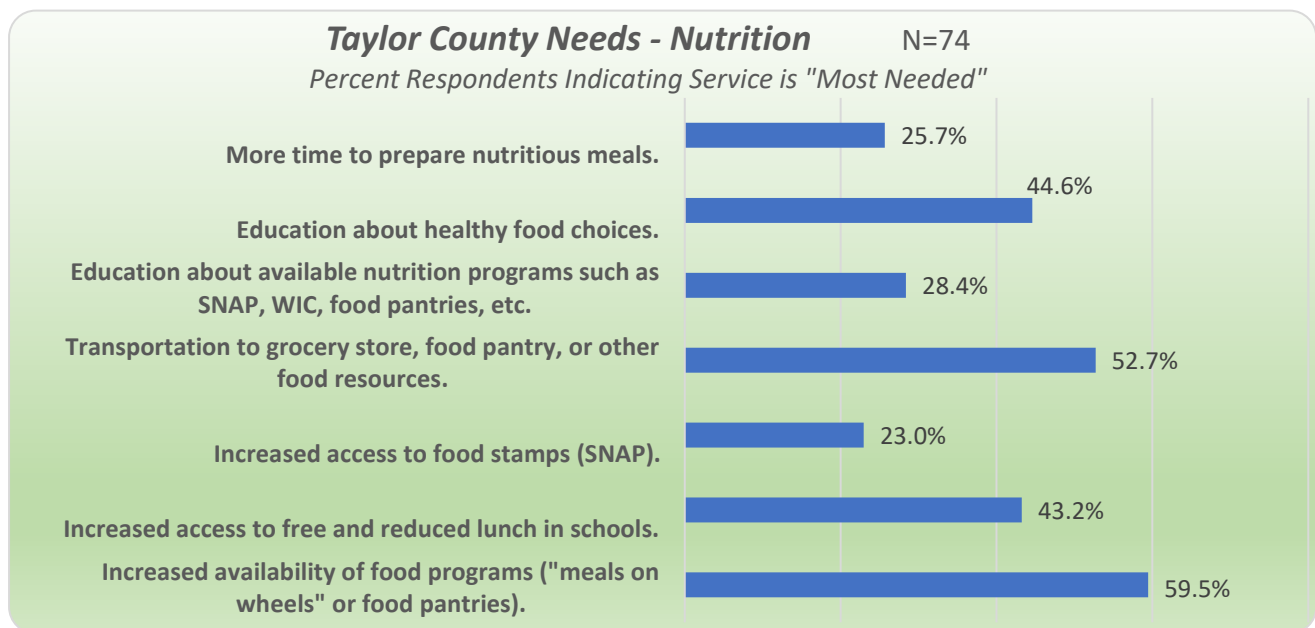 Taylor County Needs - Nutrition N=74
Percent Respondents Indicating Service is "Most Needed"
More time to prepare nutritious meals.
25.7%
Education about healthy food choices.
44.6%
Education about available nutrition programs such as
SNAP, WIC, food pantries, etc.
28.4%
Transportation to grocery store, food pantry, or other
food resources.
52.7%
Increased access to food stamps (SNAP).
23.0%
Increased access to free and reduced lunch in schools.
43.2%
Increased availability of food programs ("meals on
wheels" or food pantries).
59.5%